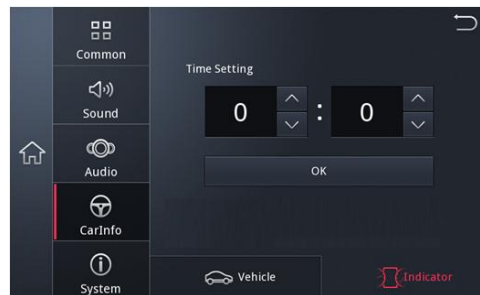 Common
Sound
Audio
CarInfo
System
Time Setting
0 : 0
OK
Vehicle
Indicator